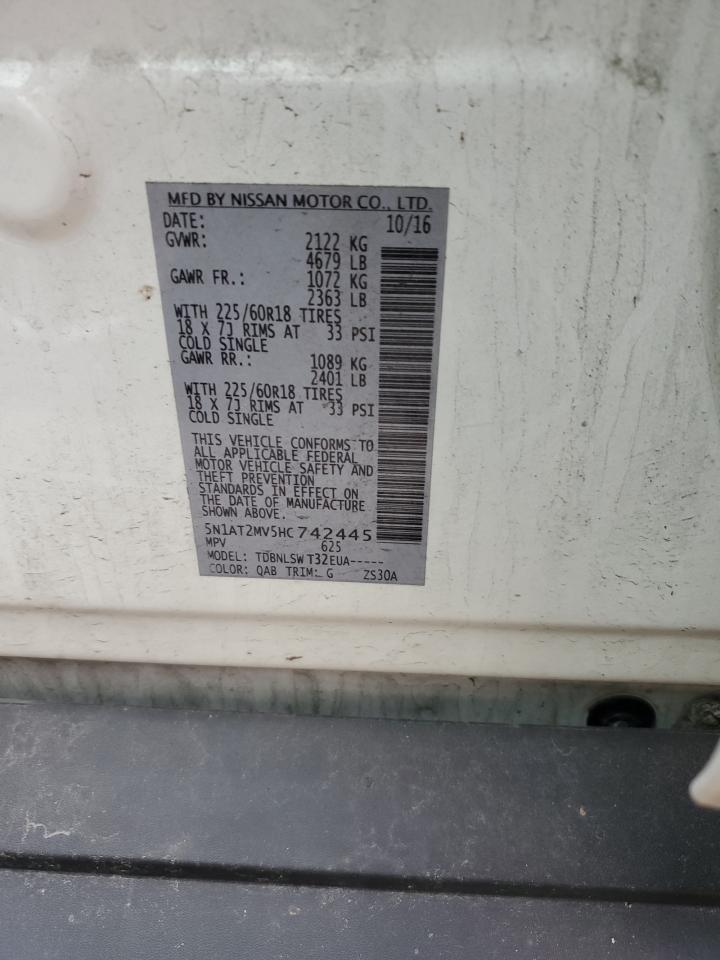 MFD BY NISSAN MOTOR CO., LTD.
DATE: 10/16
GVWR: 2122 KG
4679 LB
GAWR FR.: 1072 KG
2363 LB
WITH 225/60R18 TIRES
18 X 7J RIMS AT 33 PSI
COLD SINGLE
GAWR RR.: 1089 KG
2401 LB
WITH 225/60R18 TIRES
18 X 7J RIMS AT 33 PSI
COLD SINGLE
THIS VEHICLE CONFORMS TO
ALL APPLICABLE FEDERAL
MOTOR VEHICLE SAFETY AND
THEFT PREVENTION
STANDARDS IN EFFECT ON
THE DATE OF MANUFACTURE
SHOWN ABOVE.
5N1AT2MV5HC742445
MPV 625
MODEL: TDBNLSW T32EUA-----
COLOR: QAB TRIM: G ZS30A